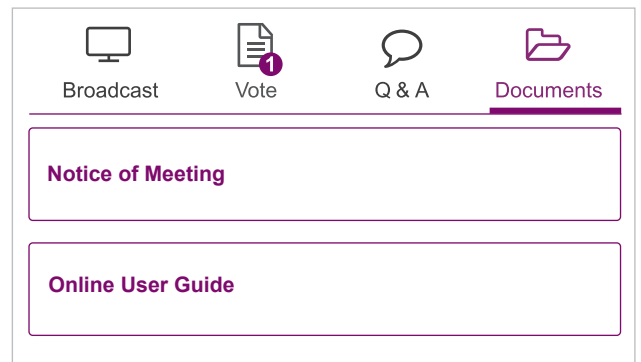 1
Broadcast Vote Q & A Documents
Notice of Meeting
Online User Guide